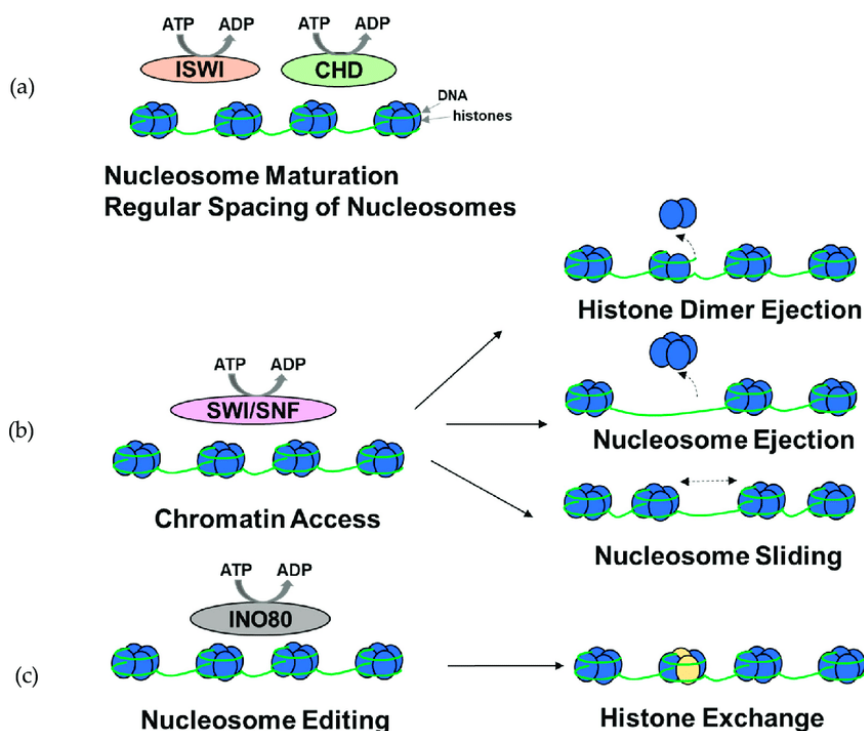 ATP ADP ATP ADP
ISWI CHD
(a)
DNA
histones
Nucleosome Maturation
Regular Spacing of Nucleosomes
Histone Dimer Ejection
ATP ADP
SWI/SNF
(b)
Nucleosome Ejection
Chromatin Access
Nucleosome Sliding
ATP ADP
INO80
(c)
Nucleosome Editing
Histone Exchange